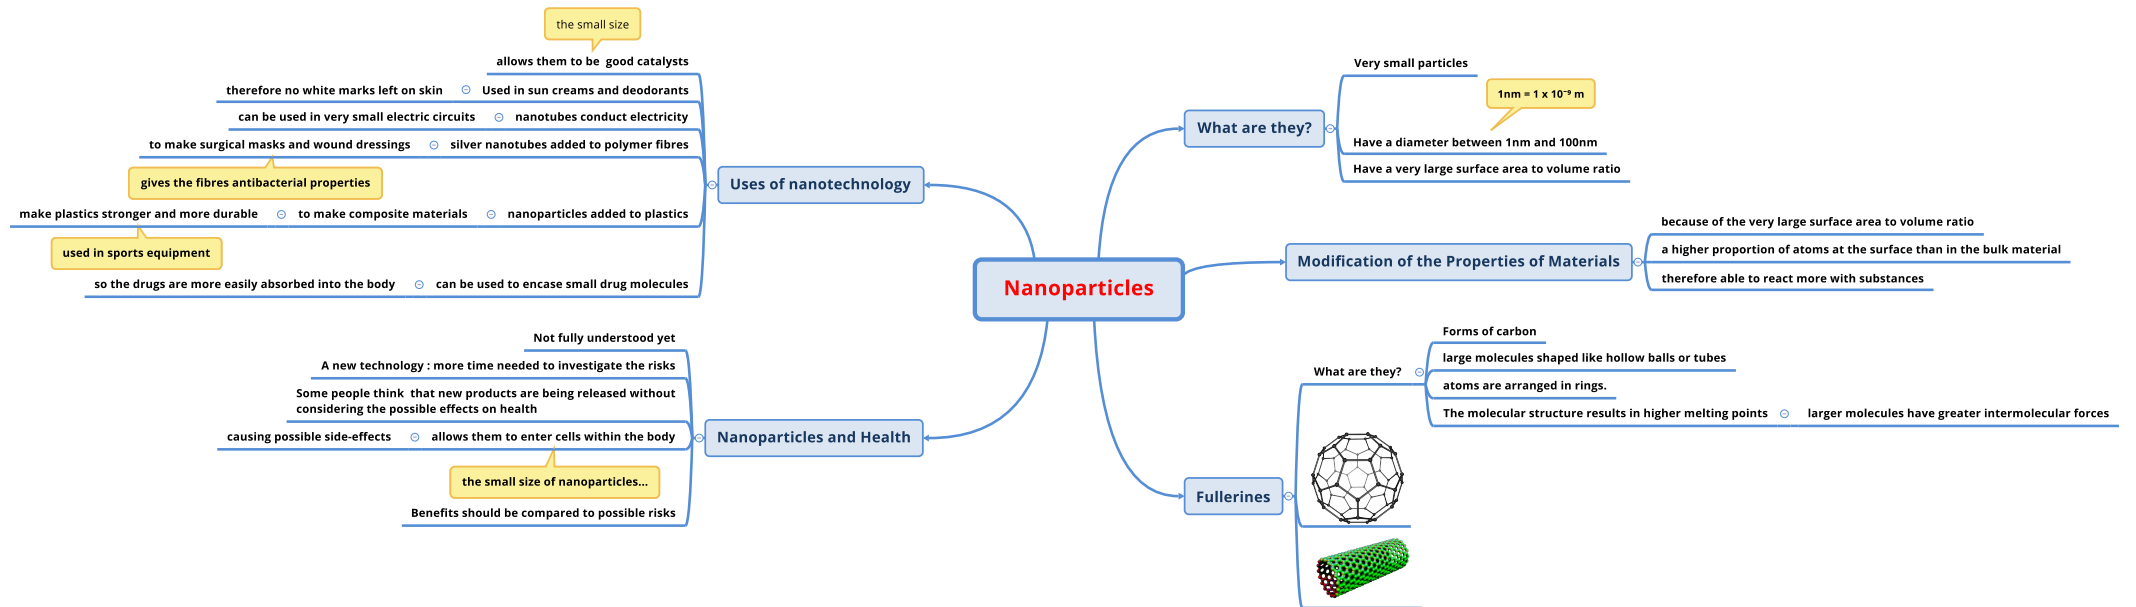 Nanoparticles
What are they?
Very small particles
1nm = 1 x 10⁻⁹ m
Have a diameter between 1nm and 100nm
Have a very large surface area to volume ratio
Modification of the Properties of Materials
because of the very large surface area to volume ratio
a higher proportion of atoms at the surface than in the bulk material
therefore able to react more with substances
Fullerines
What are they?
Forms of carbon
large molecules shaped like hollow balls or tubes
atoms are arranged in rings.
The molecular structure results in higher melting points
larger molecules have greater intermolecular forces
Uses of nanotechnology
the small size
allows them to be  good catalysts
Used in sun creams and deodorants
therefore no white marks left on skin
nanotubes conduct electricity
can be used in very small electric circuits
silver nanotubes added to polymer fibres
to make surgical masks and wound dressings
gives the fibres antibacterial properties
nanoparticles added to plastics
to make composite materials
make plastics stronger and more durable
used in sports equipment
can be used to encase small drug molecules
so the drugs are more easily absorbed into the body
Nanoparticles and Health
Not fully understood yet
A new technology : more time needed to investigate the risks
Some people think  that new products are being released without
considering the possible effects on health
allows them to enter cells within the body
causing possible side-effects
the small size of nanoparticles...
Benefits should be compared to possible risks